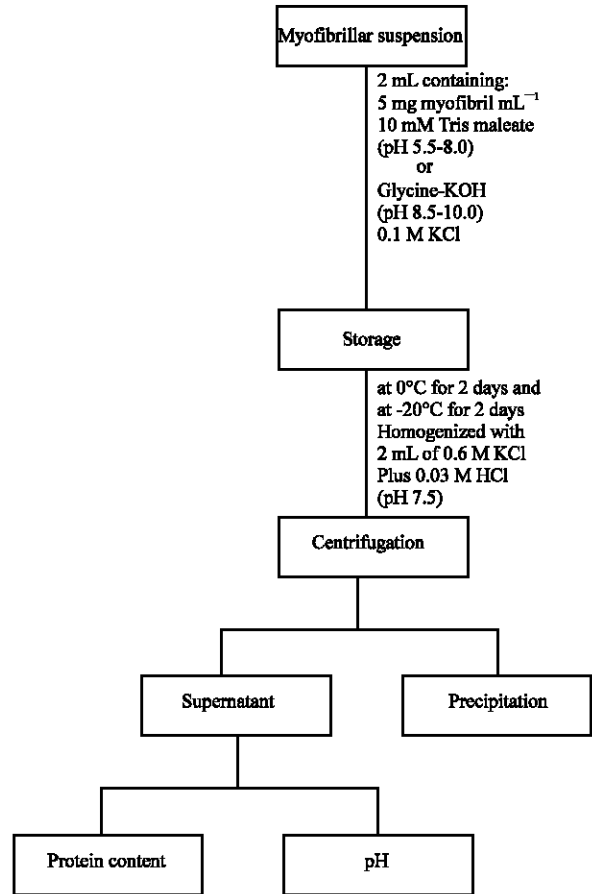 Myofibrillar suspension
2 mL containing:
5 mg myofibril mL⁻¹
10 mM Tris maleate
(pH 5.5-8.0)
or
Glycine-KOH
(pH 8.5-10.0)
0.1 M KCl
Storage
at 0°C for 2 days and
at -20°C for 2 days
Homogenized with
2 mL of 0.6 M KCl
Plus 0.03 M HCl
(pH 7.5)
Centrifugation
Supernatant
Precipitation
Protein content
pH